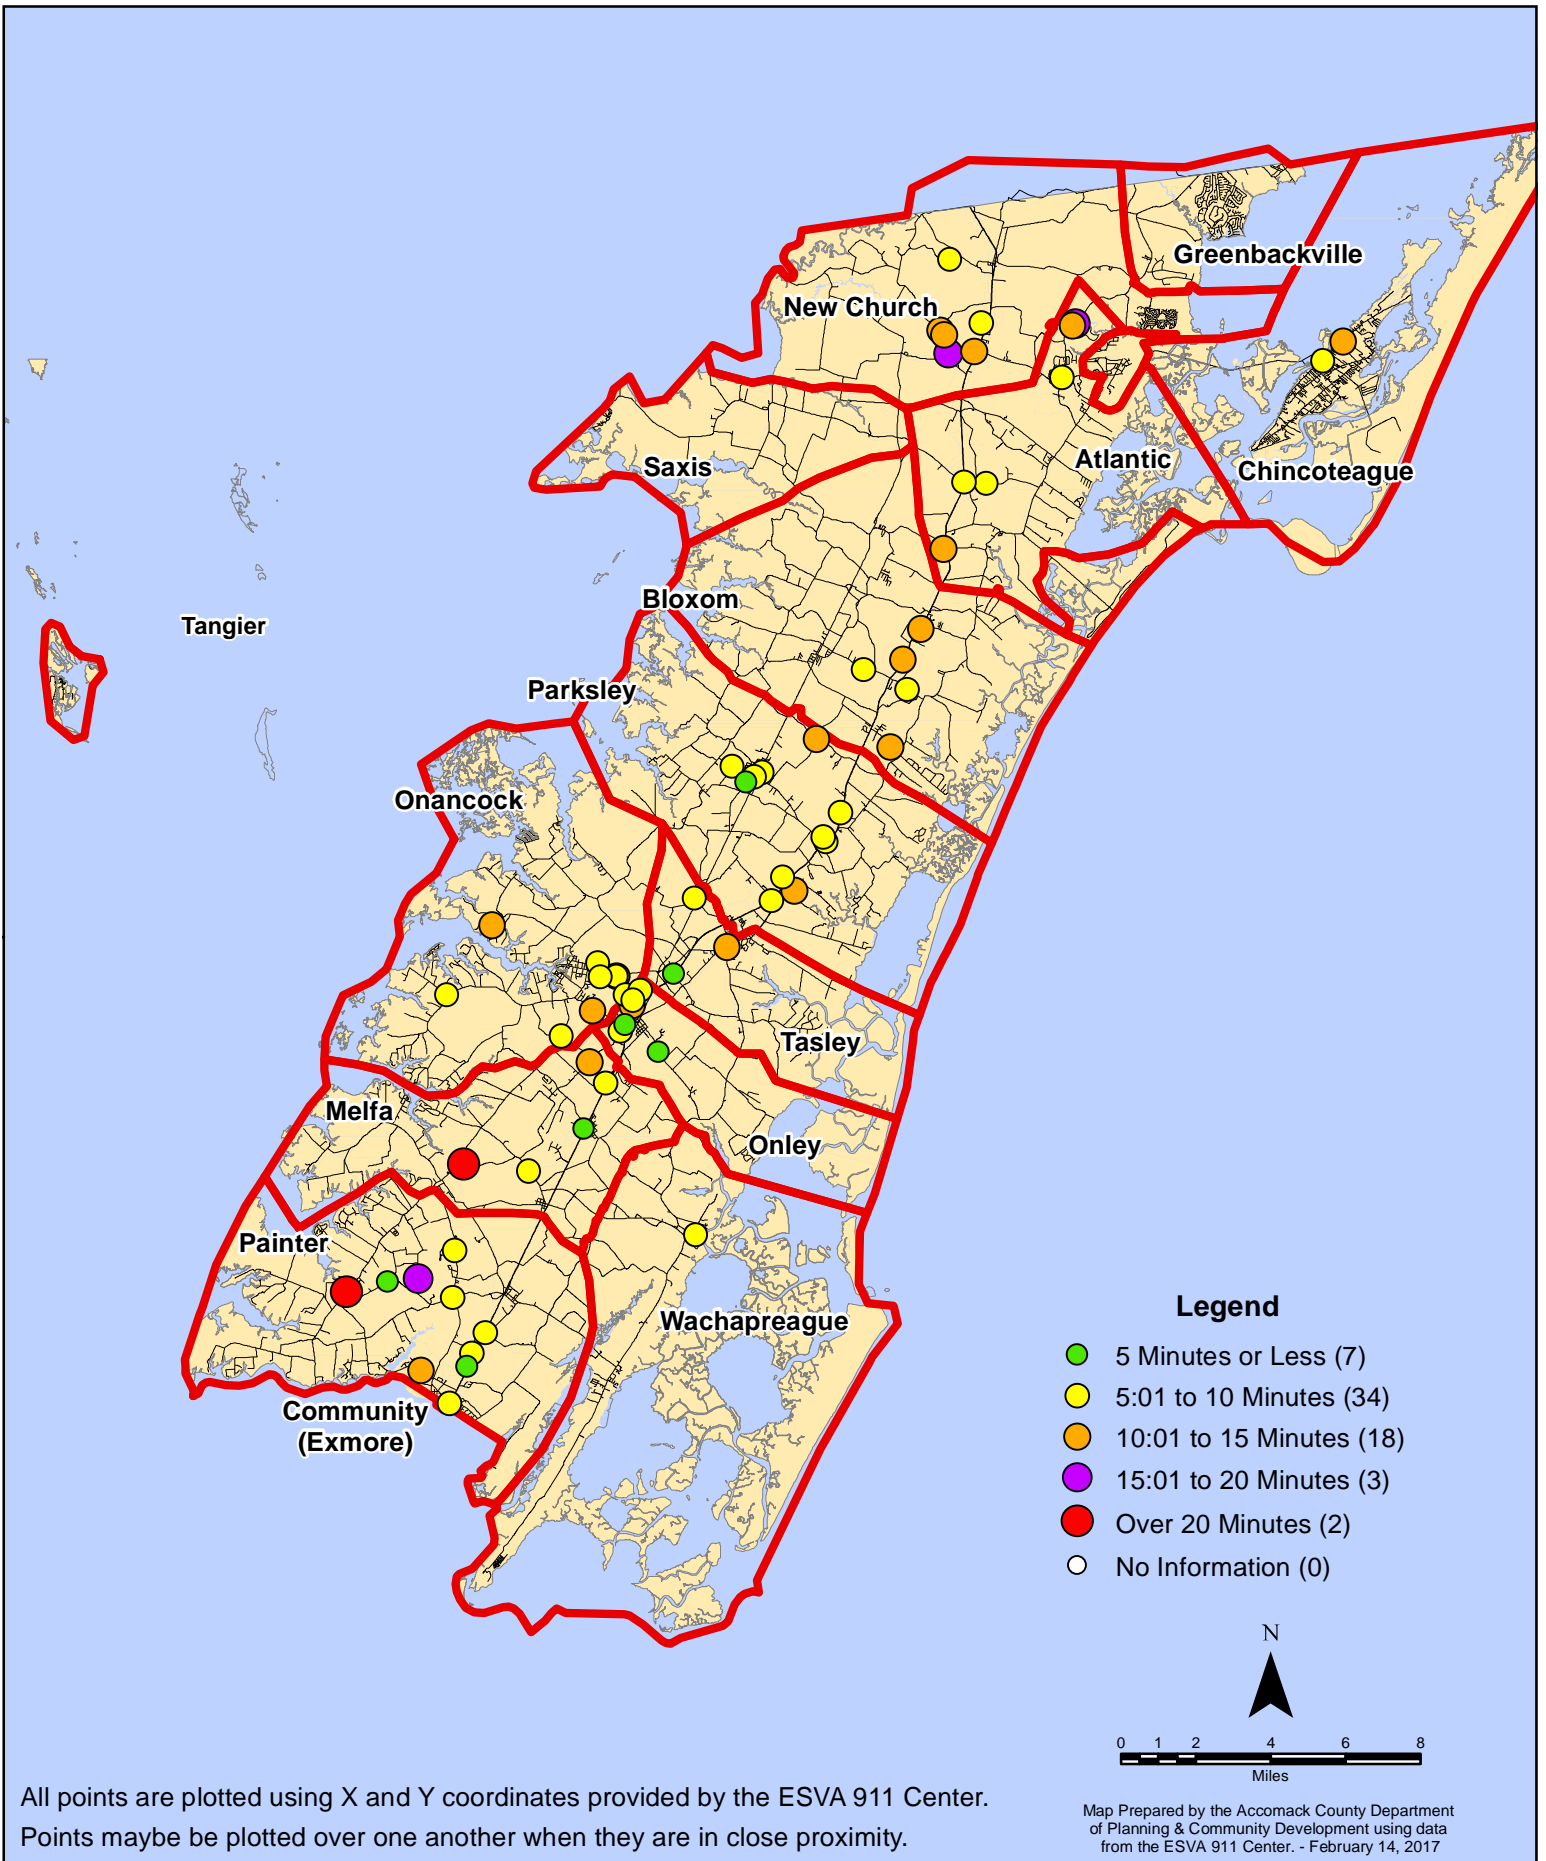 Greenbackville
New Church
Saxis
Atlantic
Chincoteague
Bloxom
Tangier
Parksley
Onancock
Tasley
Melfa
Onley
Painter
Wachapreague
Community
(Exmore)
Legend
5 Minutes or Less (7)
5:01 to 10 Minutes (34)
10:01 to 15 Minutes (18)
15:01 to 20 Minutes (3)
Over 20 Minutes (2)
No Information (0)
N
0 1 2 4 6 8
Miles
All points are plotted using X and Y coordinates provided by the ESVA 911 Center.
Points maybe be plotted over one another when they are in close proximity.
Map Prepared by the Accomack County Department
of Planning & Community Development using data
from the ESVA 911 Center. - February 14, 2017